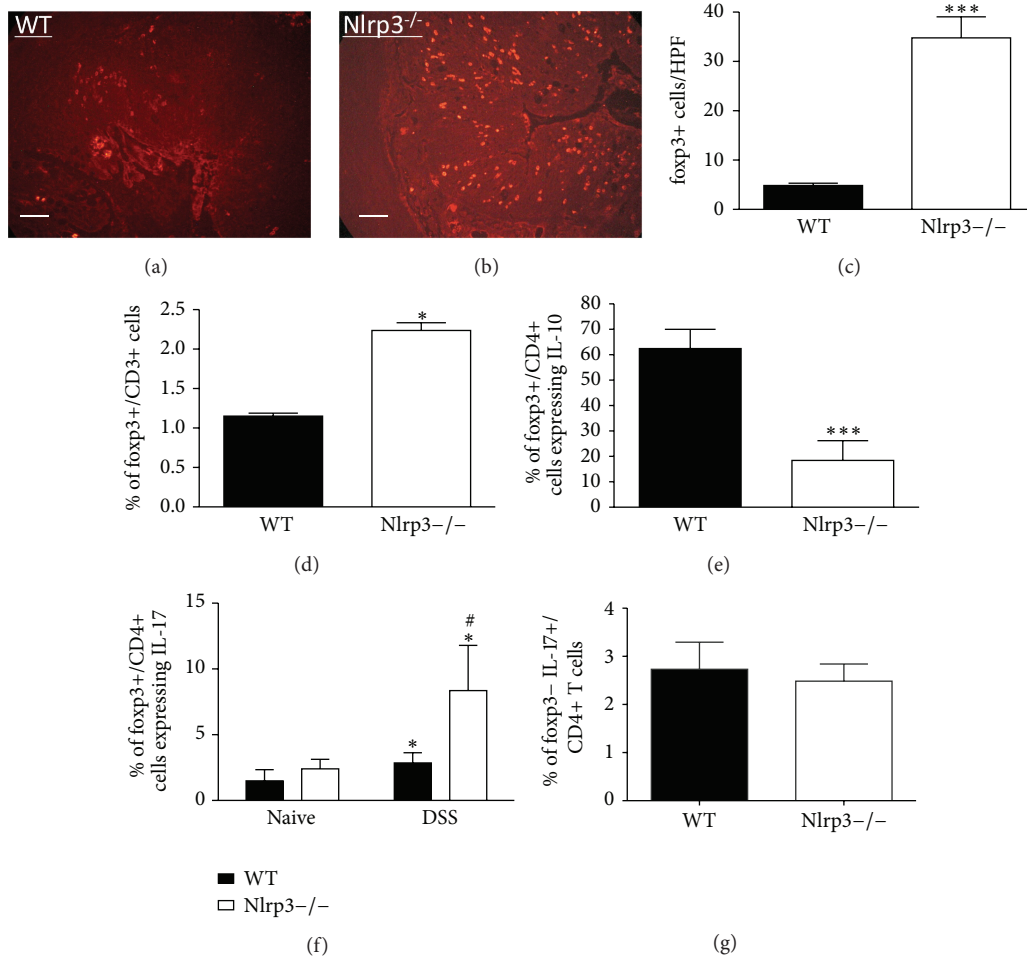 WT
Nlrp3-/-
(a)
(b)
foxp3+ cells/HPF
40
30
20
10
0
***
WT
Nlrp3−/−
(c)
% of foxp3+/CD3+ cells
2.5
2.0
1.5
1.0
0.5
0.0
*
WT
Nlrp3−/−
(d)
% of foxp3+/CD4+
cells expressing IL-10
80
70
60
50
40
30
20
10
0
***
WT
Nlrp3−/−
(e)
% of foxp3+/CD4+
cells expressing IL-17
15
10
5
0
*
#
*
Naive
DSS
WT
Nlrp3−/−
(f)
% of foxp3− IL-17+/
CD4+ T cells
5
4
3
2
1
0
WT
Nlrp3−/−
(g)